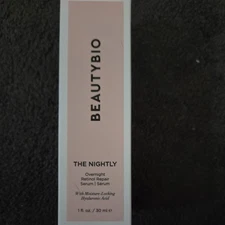 BEAUTYBIO
THE NIGHTLY
Overnight
Retinol Repair
Serum / Sérum
With Moisture-Locking
Hyaluronic Acid
1 fl oz / 30 ml ℮